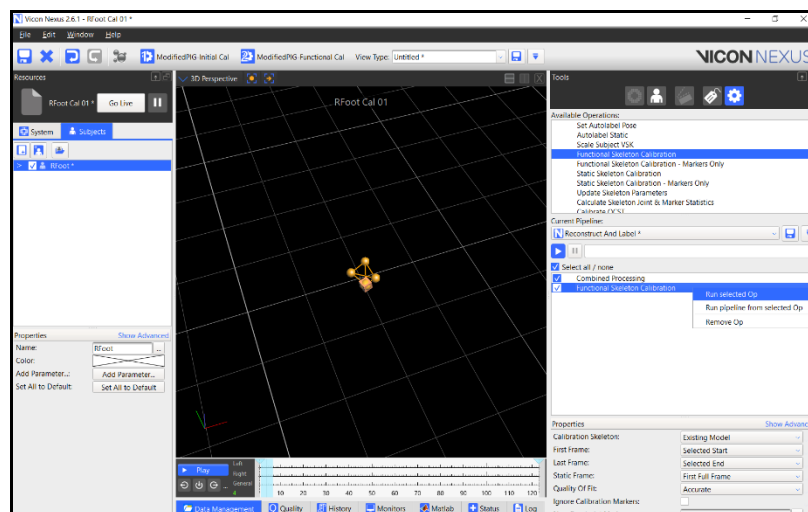 Vicon Nexus 2.6.1 - RFoot Cal 01 *
File Edit Window Help
ModifiedPIG Initial Cal ModifiedPIG Functional Cal View Type: Untitled *
VICON NEXUS
Resources
RFoot Cal 01 * Go Live
System Subjects
RFoot *
Properties Show Advanced
Name: RFoot ...
Color:
Add Parameter...: Add Parameter...
Set All to Default: Set All to Default
3D Perspective
RFoot Cal 01
Play
Left
Right
General
10 20 30 40 50 60 70 80 90 100 110 120
Data Management Quality History Monitors Matlab Status Log
Tools
Available Operations:
Set Autolabel Pose
Autolabel Static
Scale Subject VSK
Functional Skeleton Calibration
Functional Skeleton Calibration - Markers Only
Static Skeleton Calibration
Static Skeleton Calibration - Markers Only
Update Skeleton Parameters
Calculate Skeleton Joint & Marker Statistics
Calibrate OCST
Current Pipeline:
Reconstruct And Label *
Select all / none
Combined Processing
Functional Skeleton Calibration
Run selected Op
Run pipeline from selected Op
Remove Op
Properties Show Advanc
Calibration Skeleton: Existing Model
First Frame: Selected Start
Last Frame: Selected End
Static Frame: First Full Frame
Quality Of Fit: Accurate
Ignore Calibration Markers: